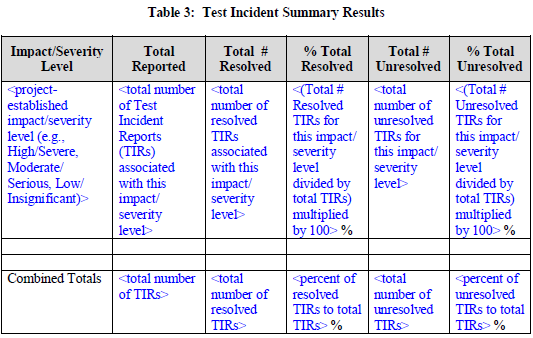 Table 3:  Test Incident Summary Results
Impact/Severity Level
Total Reported
Total # Resolved
% Total Resolved
Total # Unresolved
% Total Unresolved
<project-
established
impact/severity
level (e.g.,
High/Severe,
Moderate/
Serious, Low/
Insignificant)>
<total number
of Test
Incident
Reports
(TIRs)
associated
with this
impact/
severity
level>
<total
number of
resolved
TIRs
associated
with this
impact/
severity
level>
<(Total #
Resolved
TIRs for
this impact/
severity
level
divided by
total TIRs)
multiplied
by 100> %
<total
number of
unresolved
TIRs for
this impact/
severity
level>
<(Total #
Unresolved
TIRs for
this impact/
severity
level
divided by
total TIRs)
multiplied
by 100> %
Combined Totals
<total number
of TIRs>
<total
number of
resolved
TIRs>
<percent of
resolved
TIRs to total
TIRs> %
<total
number of
unresolved
TIRs>
<percent of
unresolved
TIRs to total
TIRs> %